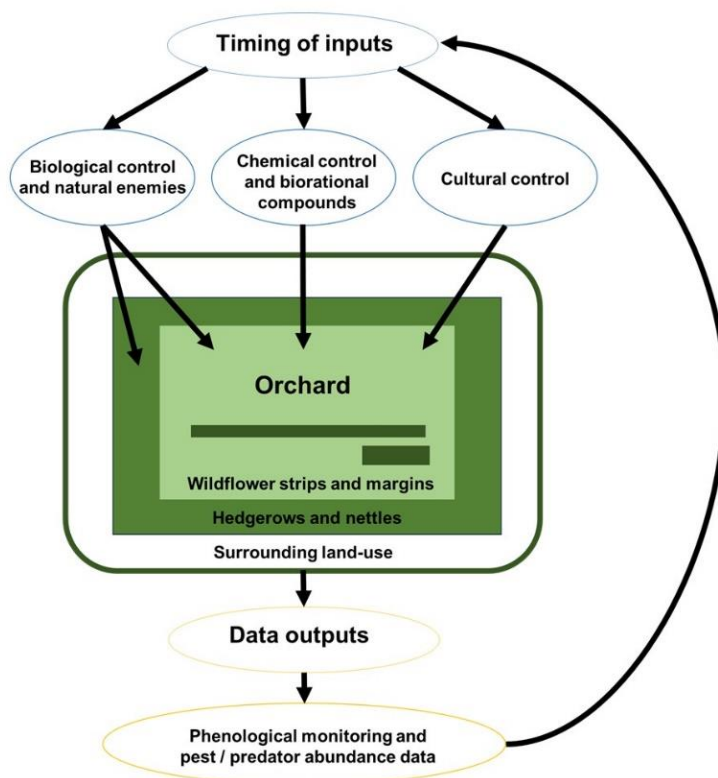 Timing of inputs
Biological control
and natural enemies
Chemical control
and biorational
compounds
Cultural control
Orchard
Wildflower strips and margins
Hedgerows and nettles
Surrounding land-use
Data outputs
Phenological monitoring and
pest / predator abundance data